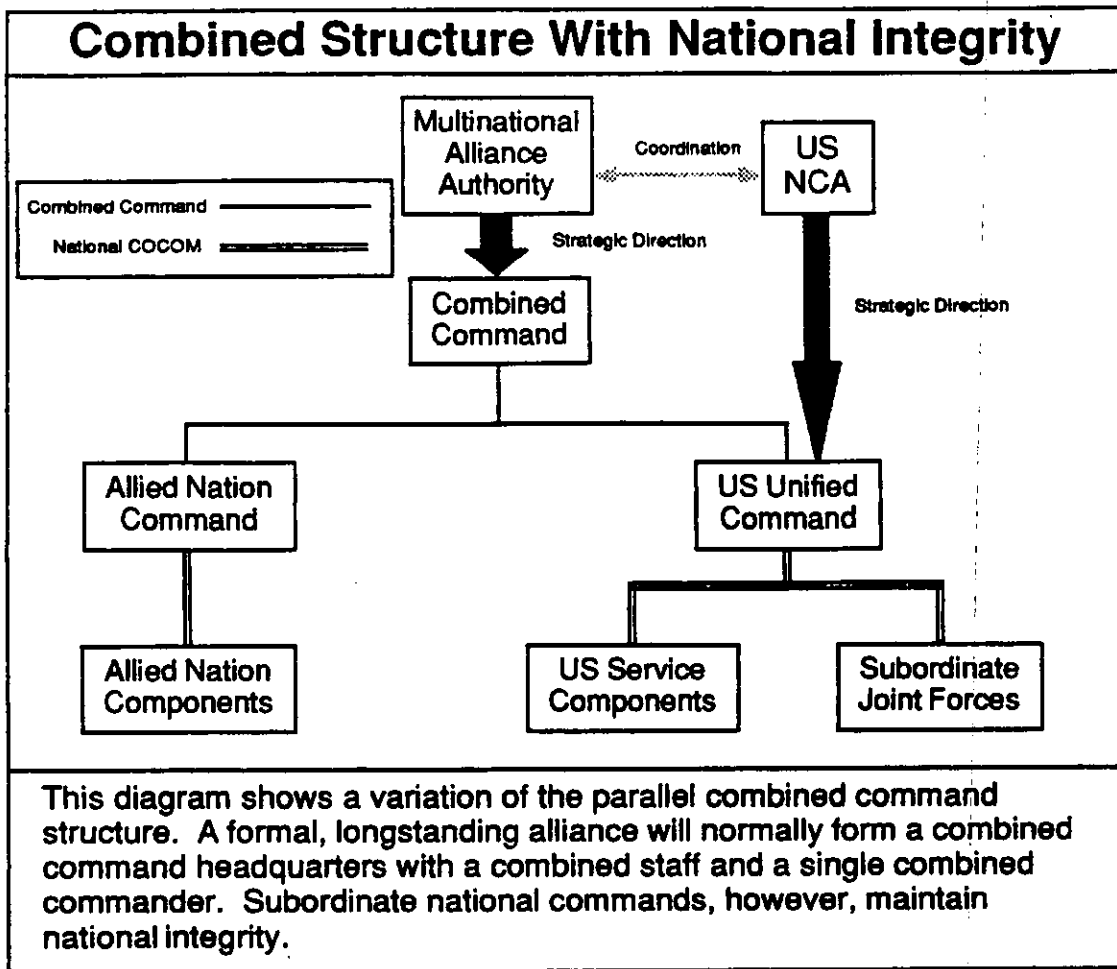 Combined Structure With National Integrity
Multinational
Alliance
Authority
Coordination
US
NCA
Combined Command
National COCOM
Strategic Direction
Combined
Command
Strategic Direction
Allied Nation
Command
US Unified
Command
Allied Nation
Components
US Service
Components
Subordinate
Joint Forces
This diagram shows a variation of the parallel combined command
structure. A formal, longstanding alliance will normally form a combined
command headquarters with a combined staff and a single combined
commander. Subordinate national commands, however, maintain
national integrity.